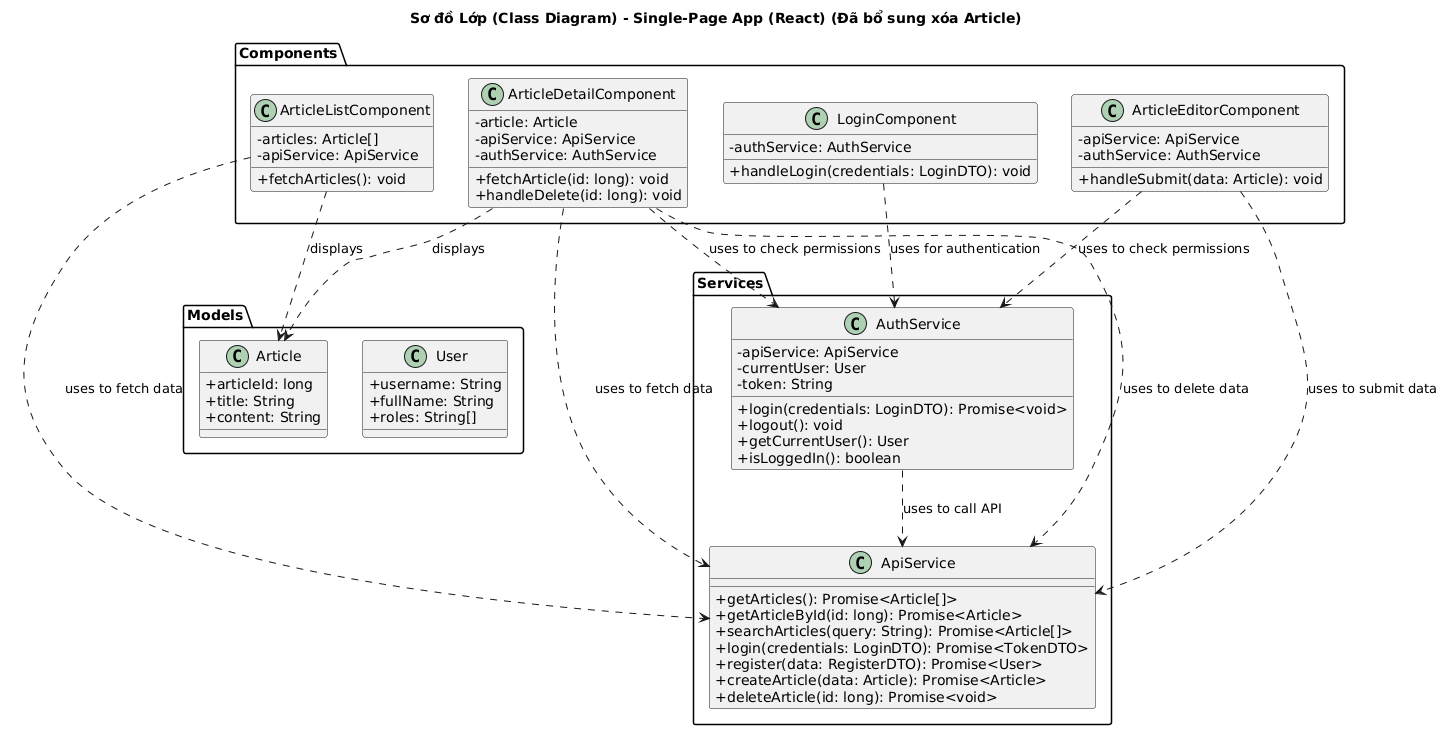 Sơ đồ Lớp (Class Diagram) - Single-Page App (React) (Đã bổ sung xóa Article)
Components
C ArticleListComponent
-articles: Article[]
-apiService: ApiService
+fetchArticles(): void
C ArticleDetailComponent
-article: Article
-apiService: ApiService
-authService: AuthService
+fetchArticle(id: long): void
+handleDelete(id: long): void
C LoginComponent
-authService: AuthService
+handleLogin(credentials: LoginDTO): void
C ArticleEditorComponent
-apiService: ApiService
-authService: AuthService
+handleSubmit(data: Article): void
displays
displays
uses to check permissions
uses for authentication
uses to check permissions
Models
C Article
+articleId: long
+title: String
+content: String
C User
+username: String
+fullName: String
+roles: String[]
Services
C AuthService
-apiService: ApiService
-currentUser: User
-token: String
+login(credentials: LoginDTO): Promise<void>
+logout(): void
+getCurrentUser(): User
+isLoggedIn(): boolean
uses to fetch data
uses to fetch data
uses to delete data
uses to submit data
uses to call API
C ApiService
+getArticles(): Promise<Article[]>
+getArticleById(id: long): Promise<Article>
+searchArticles(query: String): Promise<Article[]>
+login(credentials: LoginDTO): Promise<TokenDTO>
+register(data: RegisterDTO): Promise<User>
+createArticle(data: Article): Promise<Article>
+deleteArticle(id: long): Promise<void>